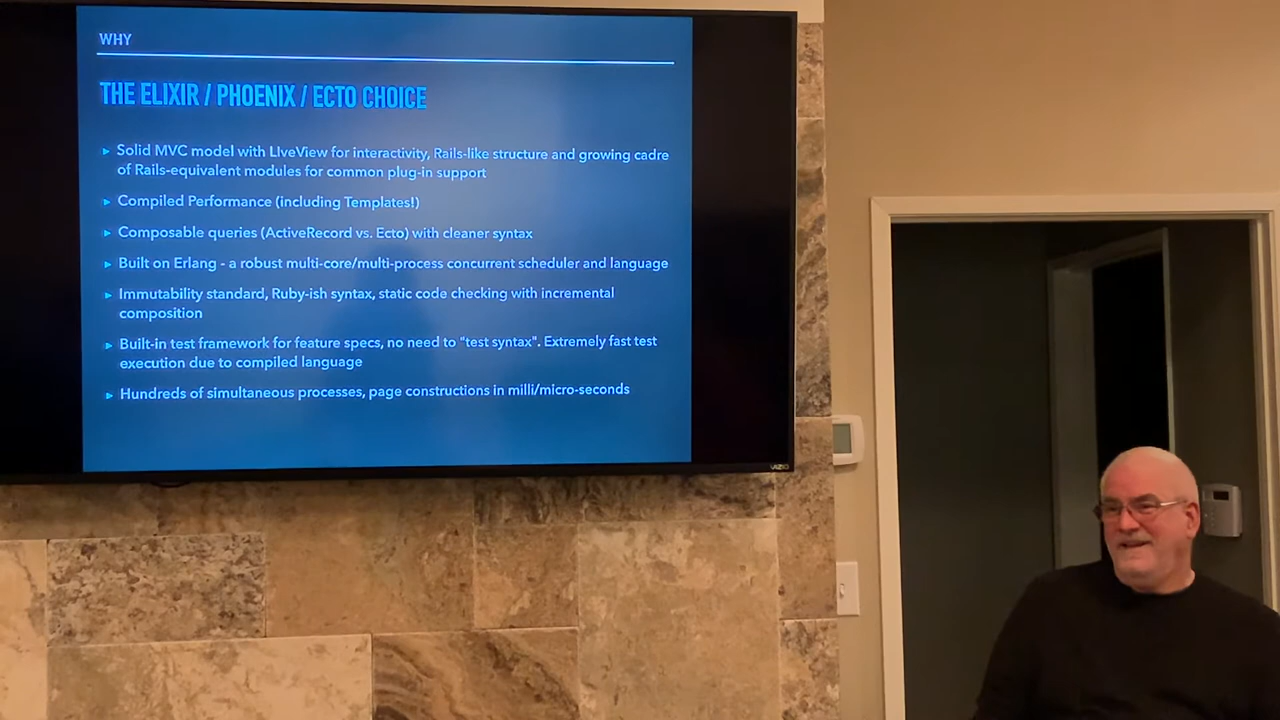 WHY
THE ELIXIR / PHOENIX / ECTO CHOICE
▸ Solid MVC model with LIveView for interactivity, Rails-like structure and growing cadre
of Rails-equivalent modules for common plug-in support
▸ Compiled Performance (including Templates!)
▸ Composable queries (ActiveRecord vs. Ecto) with cleaner syntax
▸ Built on Erlang - a robust multi-core/multi-process concurrent scheduler and language
▸ Immutability standard, Ruby-ish syntax, static code checking with incremental
composition
▸ Built-in test framework for feature specs, no need to "test syntax". Extremely fast test
execution due to compiled language
▸ Hundreds of simultaneous processes, page constructions in milli/micro-seconds
VIZIO